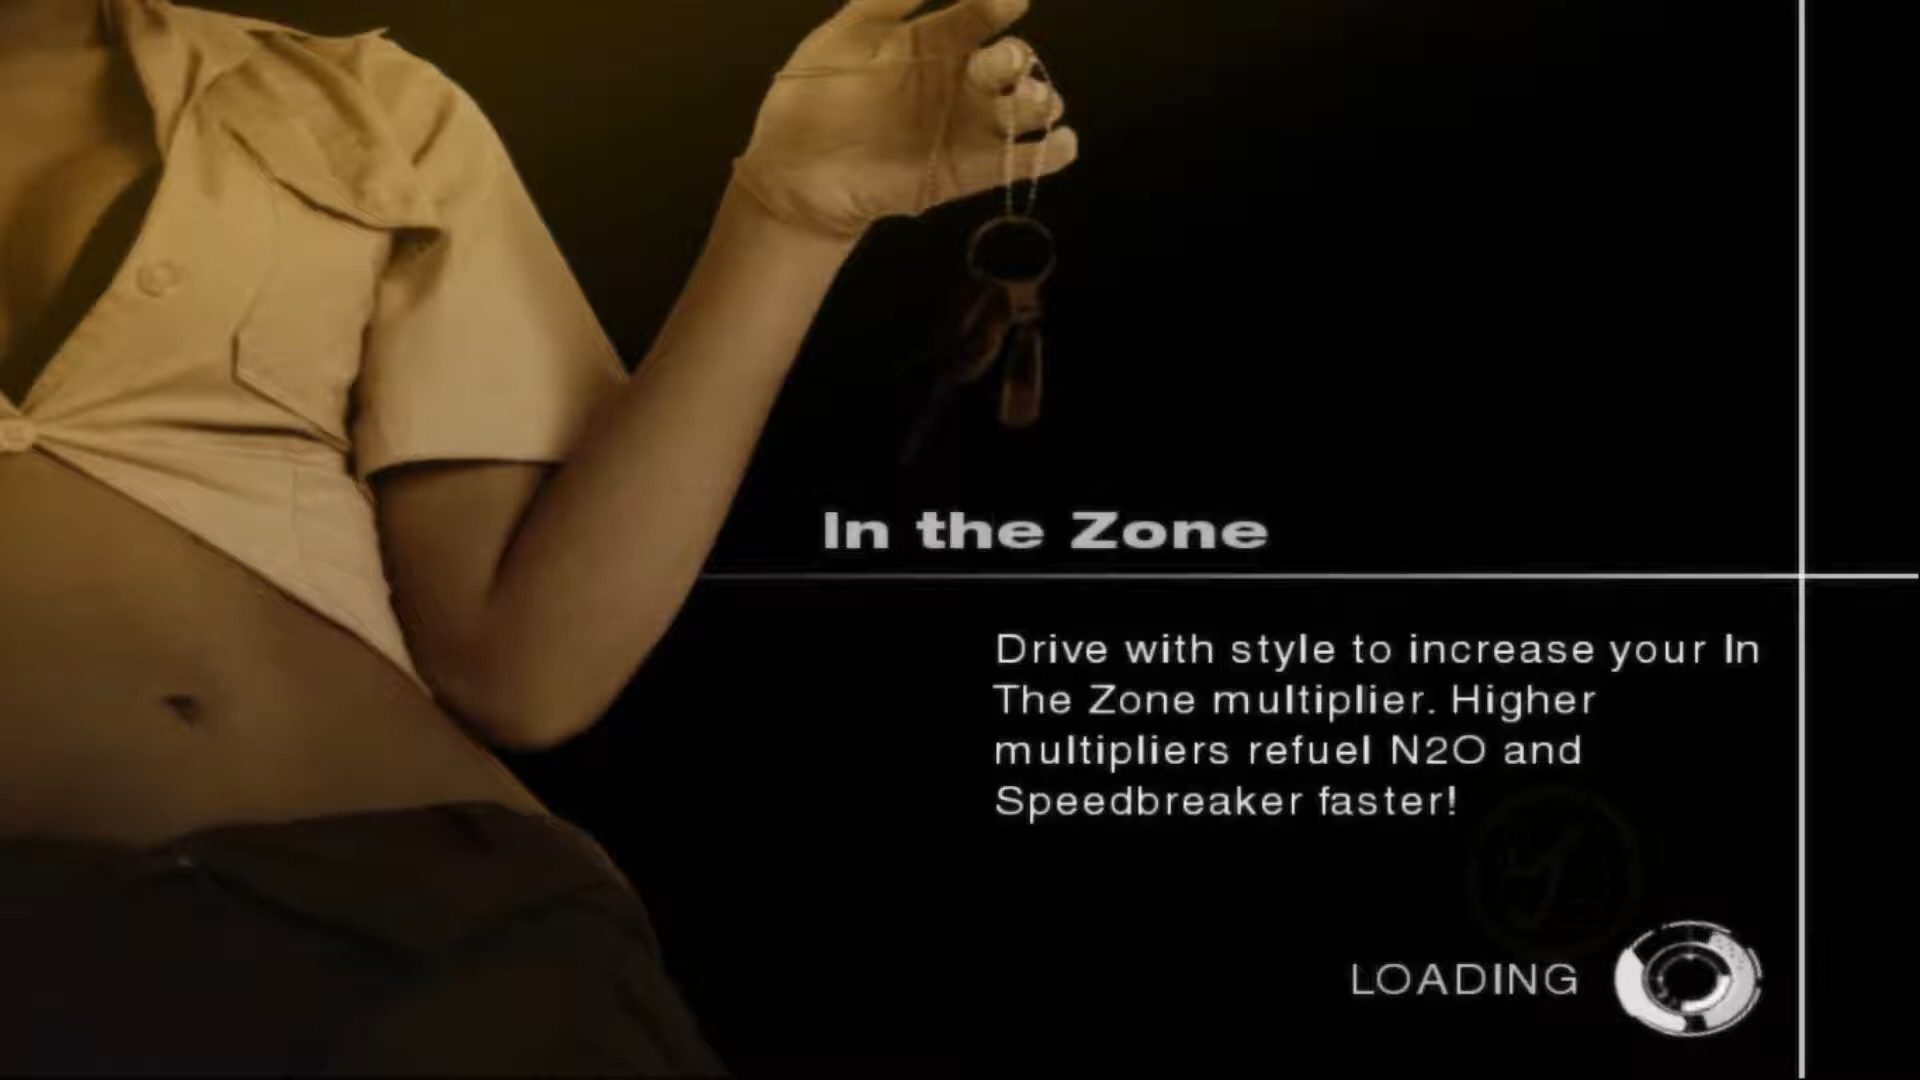 In the Zone
Drive with style to increase your In
The Zone multiplier. Higher
multipliers refuel N2O and
Speedbreaker faster!
LOADING